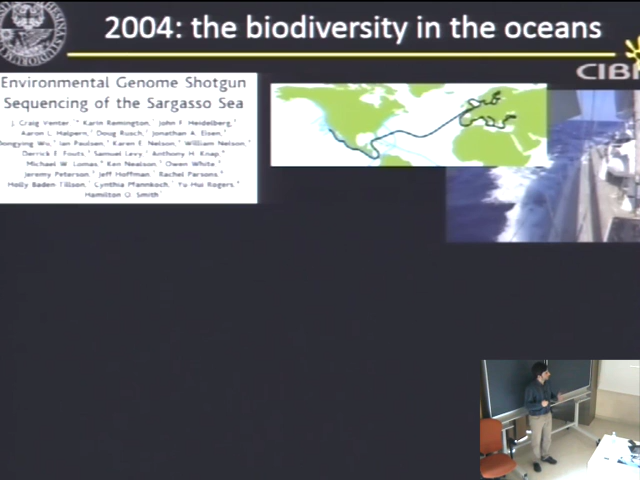 2004: the biodiversity in the oceans
CIBI
Environmental Genome Shotgun
Sequencing of the Sargasso Sea
J. Craig Venter, Karin Remington, John F. Heidelberg,
Aaron L. Halpern, Doug Rusch, Jonathan A. Eisen,
Dongying Wu, Ian Paulsen, Karen E. Nelson, William Nelson,
Derrick E. Fouts, Samuel Levy, Anthony H. Knap,
Michael W. Lomas, Ken Nealson, Owen White,
Jeremy Peterson, Jeff Hoffman, Rachel Parsons,
Holly Baden-Tillson, Cynthia Pfannkoch, Yu-Hui Rogers,
Hamilton O. Smith